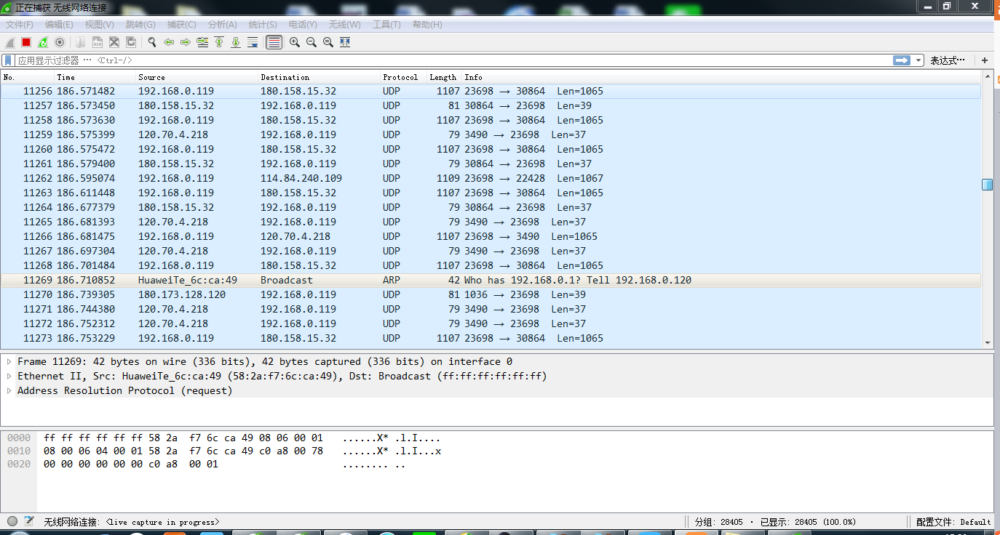 正在捕获 无线网络连接
文件(F) 编辑(E) 视图(V) 跳转(G) 捕获(C) 分析(A) 统计(S) 电话(Y) 无线(W) 工具(T) 帮助(H)
应用显示过滤器 … <Ctrl-/> 表达式… +
No. Time Source Destination Protocol Length Info
11256 186.571482 192.168.0.119 180.158.15.32 UDP 1107 23698 → 30864 Len=1065
11257 186.573450 180.158.15.32 192.168.0.119 UDP 81 30864 → 23698 Len=39
11258 186.573630 192.168.0.119 180.158.15.32 UDP 1107 23698 → 30864 Len=1065
11259 186.575399 120.70.4.218 192.168.0.119 UDP 79 3490 → 23698 Len=37
11260 186.575472 192.168.0.119 180.158.15.32 UDP 1107 23698 → 30864 Len=1065
11261 186.579400 180.158.15.32 192.168.0.119 UDP 79 30864 → 23698 Len=37
11262 186.595074 192.168.0.119 114.84.240.109 UDP 1109 23698 → 22428 Len=1067
11263 186.611448 192.168.0.119 180.158.15.32 UDP 1107 23698 → 30864 Len=1065
11264 186.677379 180.158.15.32 192.168.0.119 UDP 79 30864 → 23698 Len=37
11265 186.681393 120.70.4.218 192.168.0.119 UDP 79 3490 → 23698 Len=37
11266 186.681475 192.168.0.119 120.70.4.218 UDP 1107 23698 → 3490 Len=1065
11267 186.697304 120.70.4.218 192.168.0.119 UDP 79 3490 → 23698 Len=37
11268 186.701484 192.168.0.119 180.158.15.32 UDP 1107 23698 → 30864 Len=1065
11269 186.710852 HuaweiTe_6c:ca:49 Broadcast ARP 42 Who has 192.168.0.1? Tell 192.168.0.120
11270 186.739305 180.173.128.120 192.168.0.119 UDP 81 1036 → 23698 Len=39
11271 186.744380 120.70.4.218 192.168.0.119 UDP 79 3490 → 23698 Len=37
11272 186.752312 120.70.4.218 192.168.0.119 UDP 79 3490 → 23698 Len=37
11273 186.753229 192.168.0.119 180.158.15.32 UDP 1107 23698 → 30864 Len=1065
Frame 11269: 42 bytes on wire (336 bits), 42 bytes captured (336 bits) on interface 0
Ethernet II, Src: HuaweiTe_6c:ca:49 (58:2a:f7:6c:ca:49), Dst: Broadcast (ff:ff:ff:ff:ff:ff)
Address Resolution Protocol (request)
0000 ff ff ff ff ff ff 58 2a f7 6c ca 49 08 06 00 01 ......X* .l.I....
0010 08 00 06 04 00 01 58 2a f7 6c ca 49 c0 a8 00 78 ......X* .l.I...x
0020 00 00 00 00 00 00 c0 a8 00 01 ........ ..
无线网络连接: <live capture in progress> 分组: 28405 · 已显示: 28405 (100.0%) 配置文件: Default